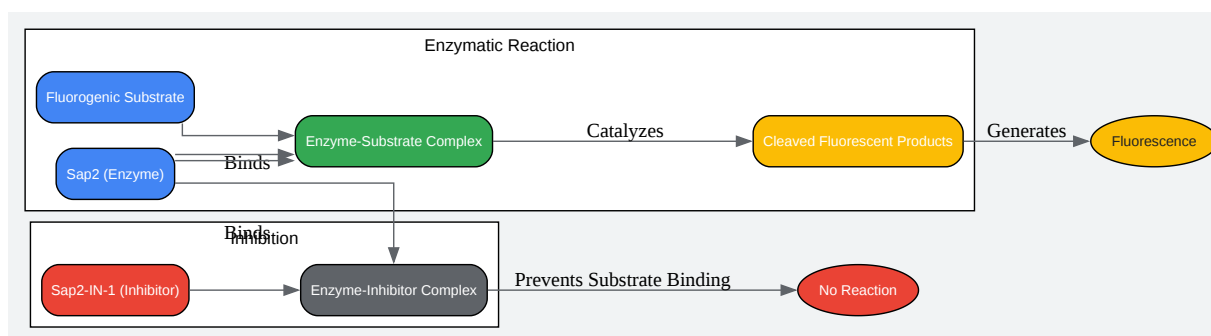 Enzymatic Reaction
Fluorogenic Substrate
Enzyme-Substrate Complex
Catalyzes
Cleaved Fluorescent Products
Generates
Fluorescence
Binds
Sap2 (Enzyme)
Binds
Inhibition
Sap2-IN-1 (Inhibitor)
Enzyme-Inhibitor Complex
Prevents Substrate Binding
No Reaction